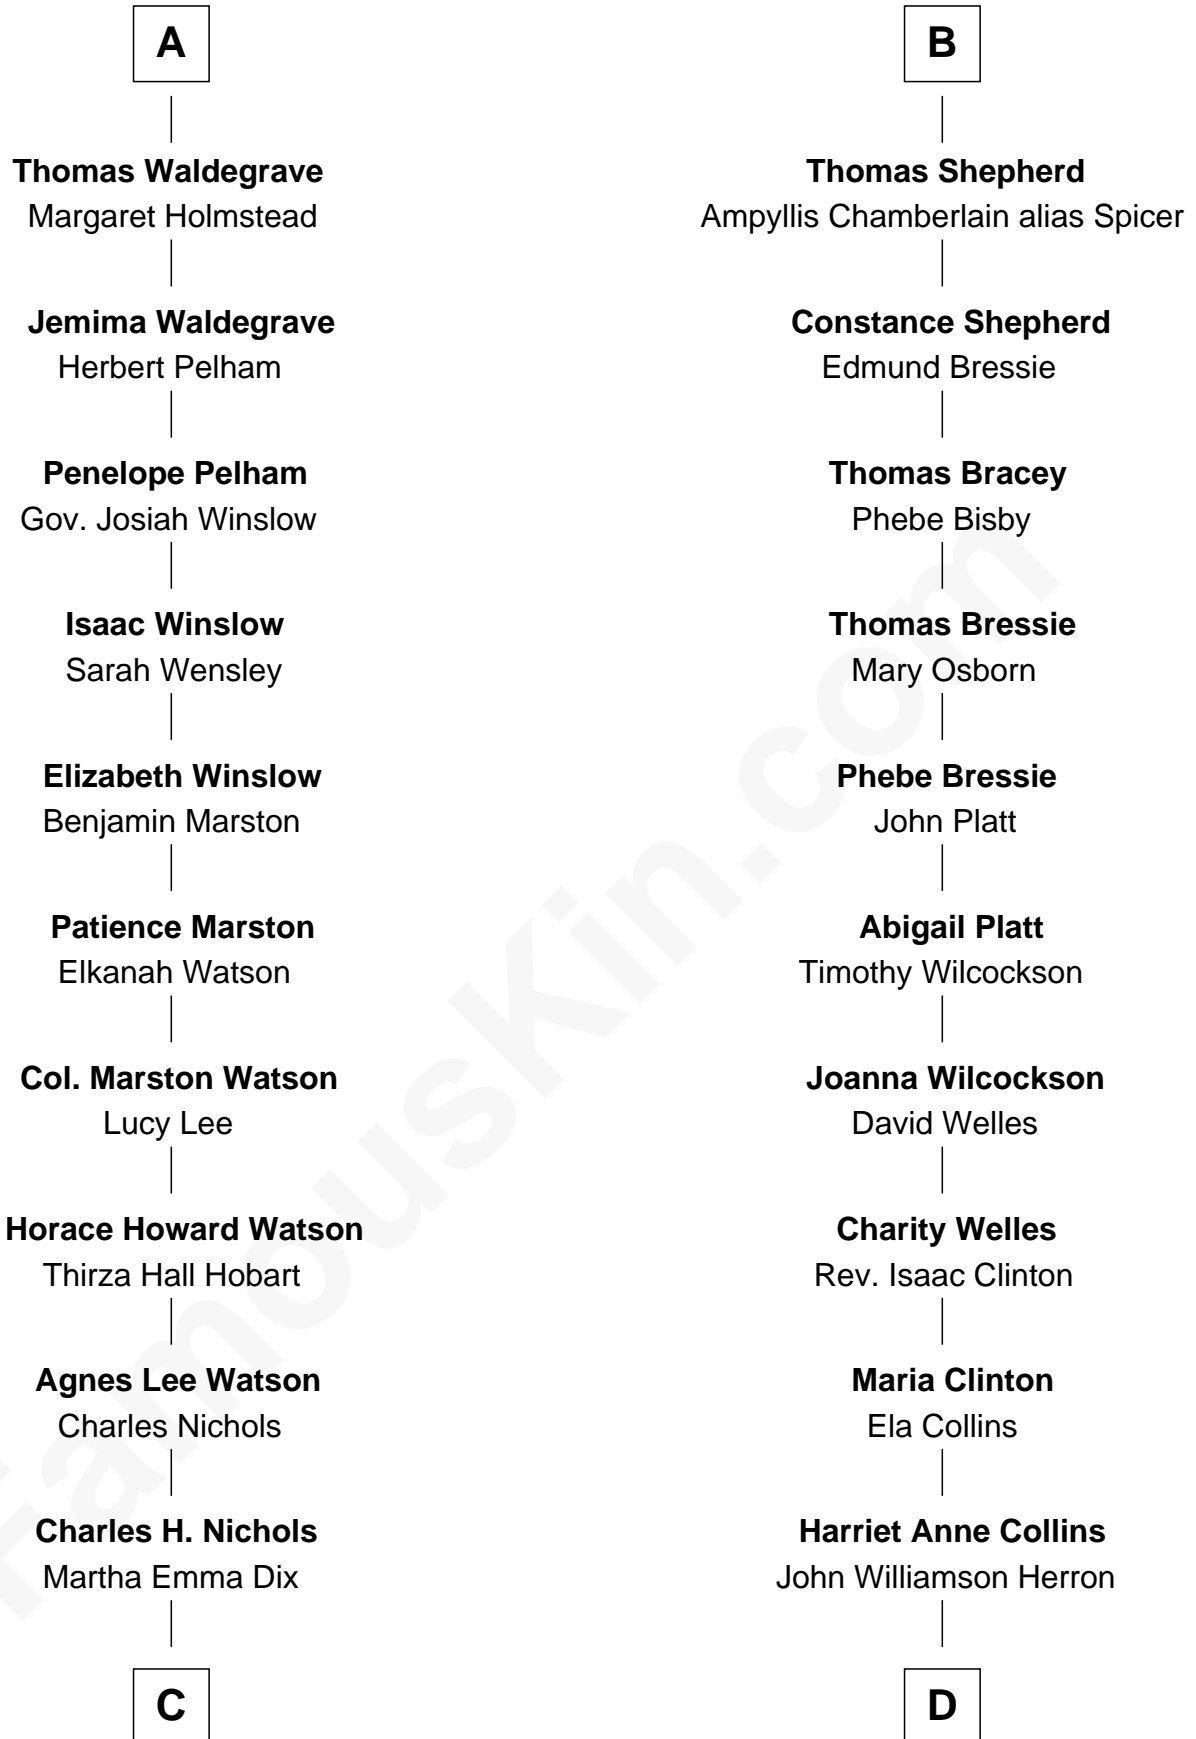 A
Thomas Waldegrave
Margaret Holmstead
Jemima Waldegrave
Herbert Pelham
Penelope Pelham
Gov. Josiah Winslow
Isaac Winslow
Sarah Wensley
Elizabeth Winslow
Benjamin Marston
Patience Marston
Elkanah Watson
Col. Marston Watson
Lucy Lee
Horace Howard Watson
Thirza Hall Hobart
Agnes Lee Watson
Charles Nichols
Charles H. Nichols
Martha Emma Dix
C
B
Thomas Shepherd
Ampyllis Chamberlain alias Spicer
Constance Shepherd
Edmund Bressie
Thomas Bracey
Phebe Bisby
Thomas Bressie
Mary Osborn
Phebe Bressie
John Platt
Abigail Platt
Timothy Wilcockson
Joanna Wilcockson
David Welles
Charity Welles
Rev. Isaac Clinton
Maria Clinton
Ela Collins
Harriet Anne Collins
John Williamson Herron
D
FamousKin.com